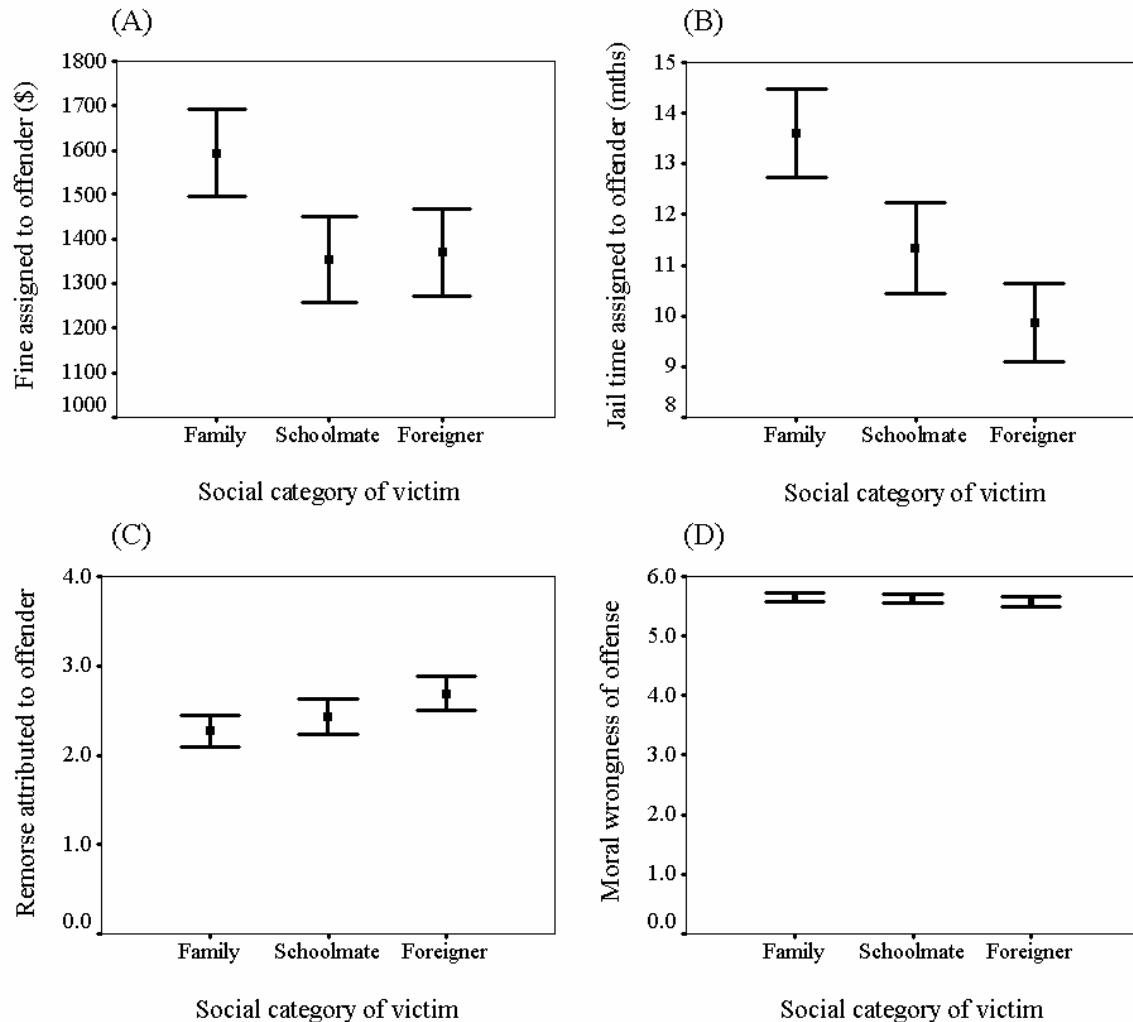 (A)
Fine assigned to offender ($)
1800
1700
1600
1500
1400
1300
1200
1100
1000
Family Schoolmate Foreigner
Social category of victim
(B)
Jail time assigned to offender (mths)
15
14
13
12
11
10
9
8
Family Schoolmate Foreigner
Social category of victim
(C)
Remorse attributed to offender
4.0
3.0
2.0
1.0
0.0
Family Schoolmate Foreigner
Social category of victim
(D)
Moral wrongness of offense
6.0
5.0
4.0
3.0
2.0
1.0
0.0
Family Schoolmate Foreigner
Social category of victim